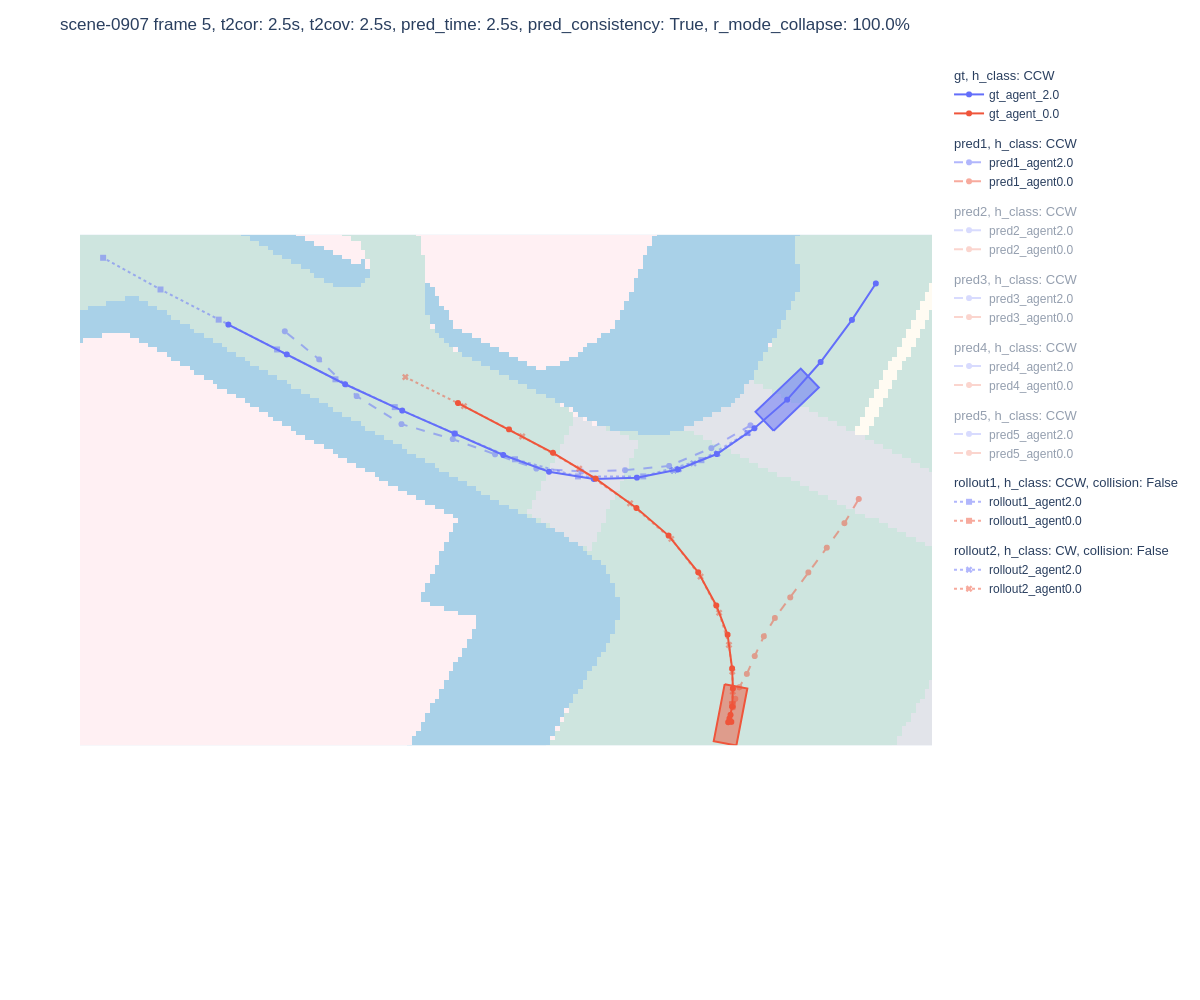 scene-0907 frame 5, t2cor: 2.5s, t2cov: 2.5s, pred_time: 2.5s, pred_consistency: True, r_mode_collapse: 100.0%
gt, h_class: CCW
gt_agent_2.0
gt_agent_0.0
pred1, h_class: CCW
pred1_agent2.0
pred1_agent0.0
pred2, h_class: CCW
pred2_agent2.0
pred2_agent0.0
pred3, h_class: CCW
pred3_agent2.0
pred3_agent0.0
pred4, h_class: CCW
pred4_agent2.0
pred4_agent0.0
pred5, h_class: CCW
pred5_agent2.0
pred5_agent0.0
rollout1, h_class: CCW, collision: False
rollout1_agent2.0
rollout1_agent0.0
rollout2, h_class: CW, collision: False
rollout2_agent2.0
rollout2_agent0.0